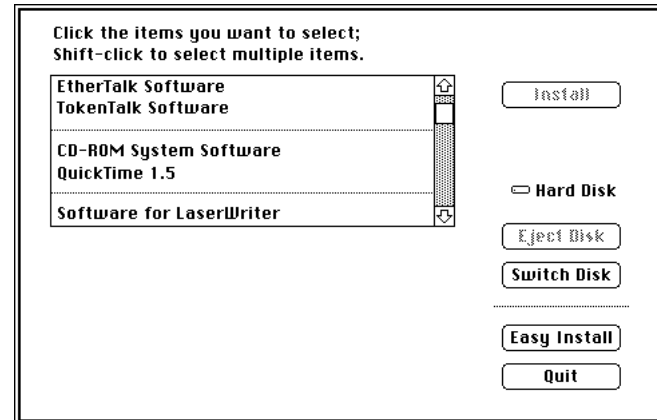 Click the items you want to select;
Shift-click to select multiple items.
EtherTalk Software
TokenTalk Software
CD-ROM System Software
QuickTime 1.5
Software for LaserWriter
Install
Hard Disk
Eject Disk
Switch Disk
Easy Install
Quit